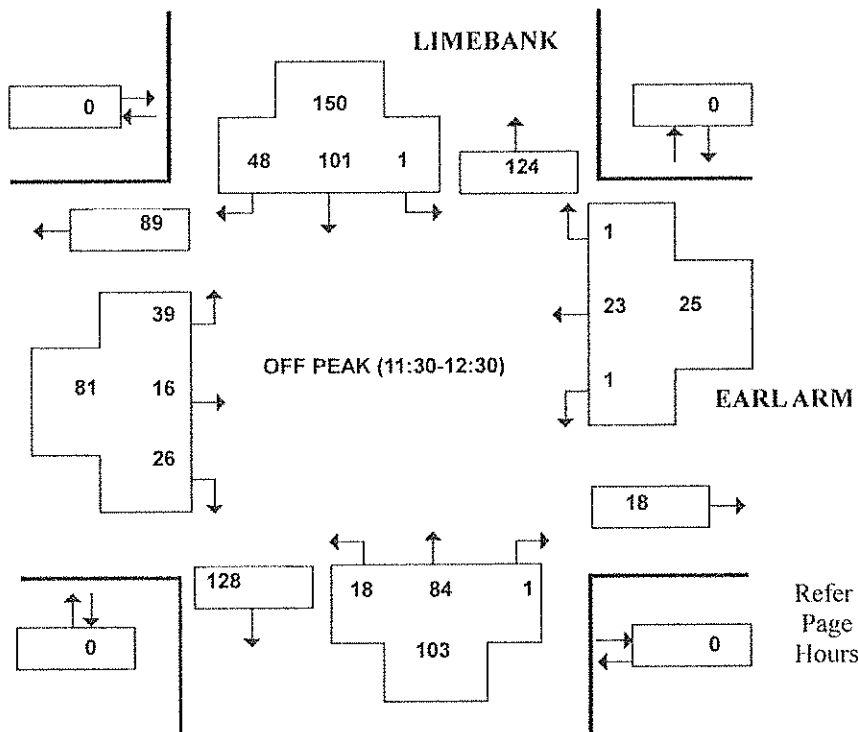 LIMEBANK
0
150
0
48 101 1
124
89
1
39
23 25
OFF PEAK (11:30-12:30)
81 16
1
EARL ARM
26
18
128
18 84 1
Refer
0
103
0
Page
Hours